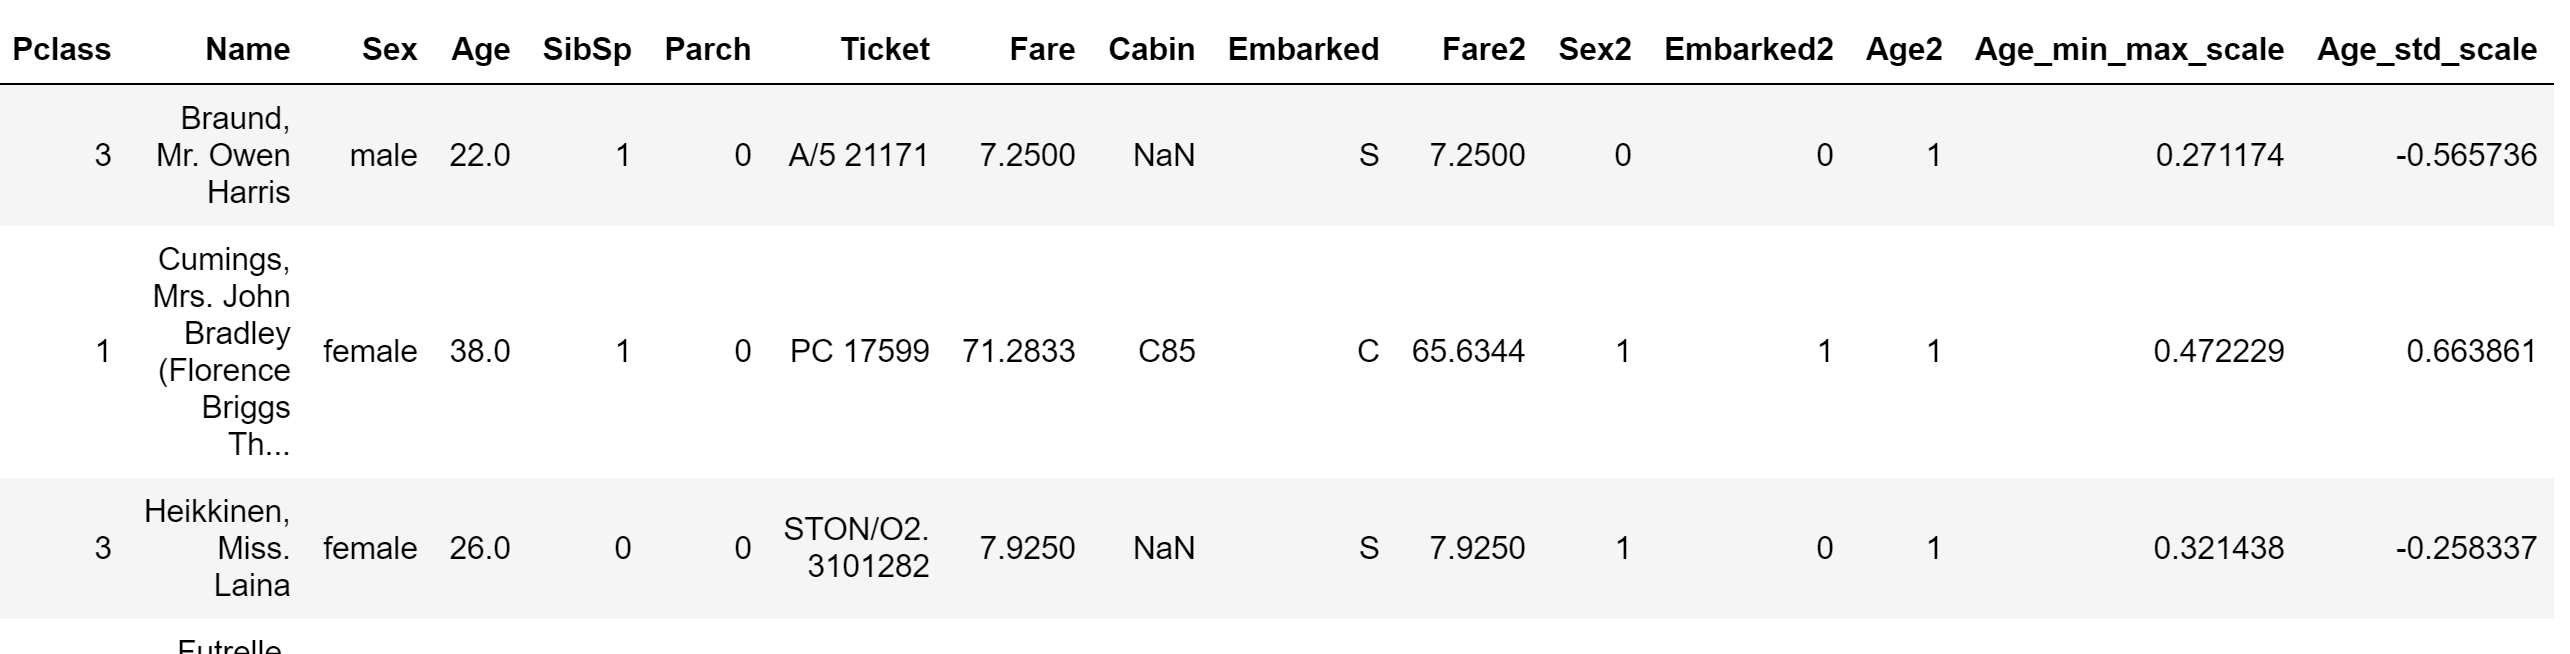 Pclass Name Sex Age SibSp Parch Ticket Fare Cabin Embarked Fare2 Sex2 Embarked2 Age2 Age_min_max_scale Age_std_scale
Braund,
3 Mr. Owen male 22.0 1 0 A/5 21171 7.2500 NaN S 7.2500 0 0 1 0.271174 -0.565736
Harris
Cumings,
Mrs. John
Bradley
1 female 38.0 1 0 PC 17599 71.2833 C85 C 65.6344 1 1 1 0.472229 0.663861
(Florence
Briggs
Th...
Heikkinen,
3 Miss. female 26.0 0 0 STON/O2. 7.9250 NaN S 7.9250 1 0 1 0.321438 -0.258337
3101282
Laina
Futrelle,